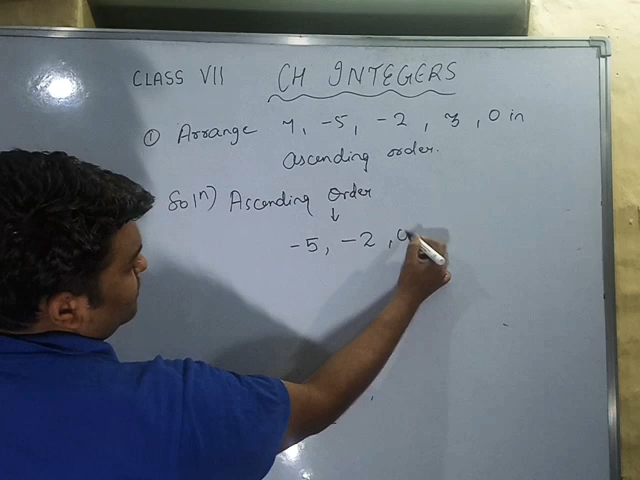 CLASS VII CH INTEGERS
① Arrange 7, -5, -2, 3, 0 in
ascending order.
Soln) Ascending Order
↓
-5, -2, 0